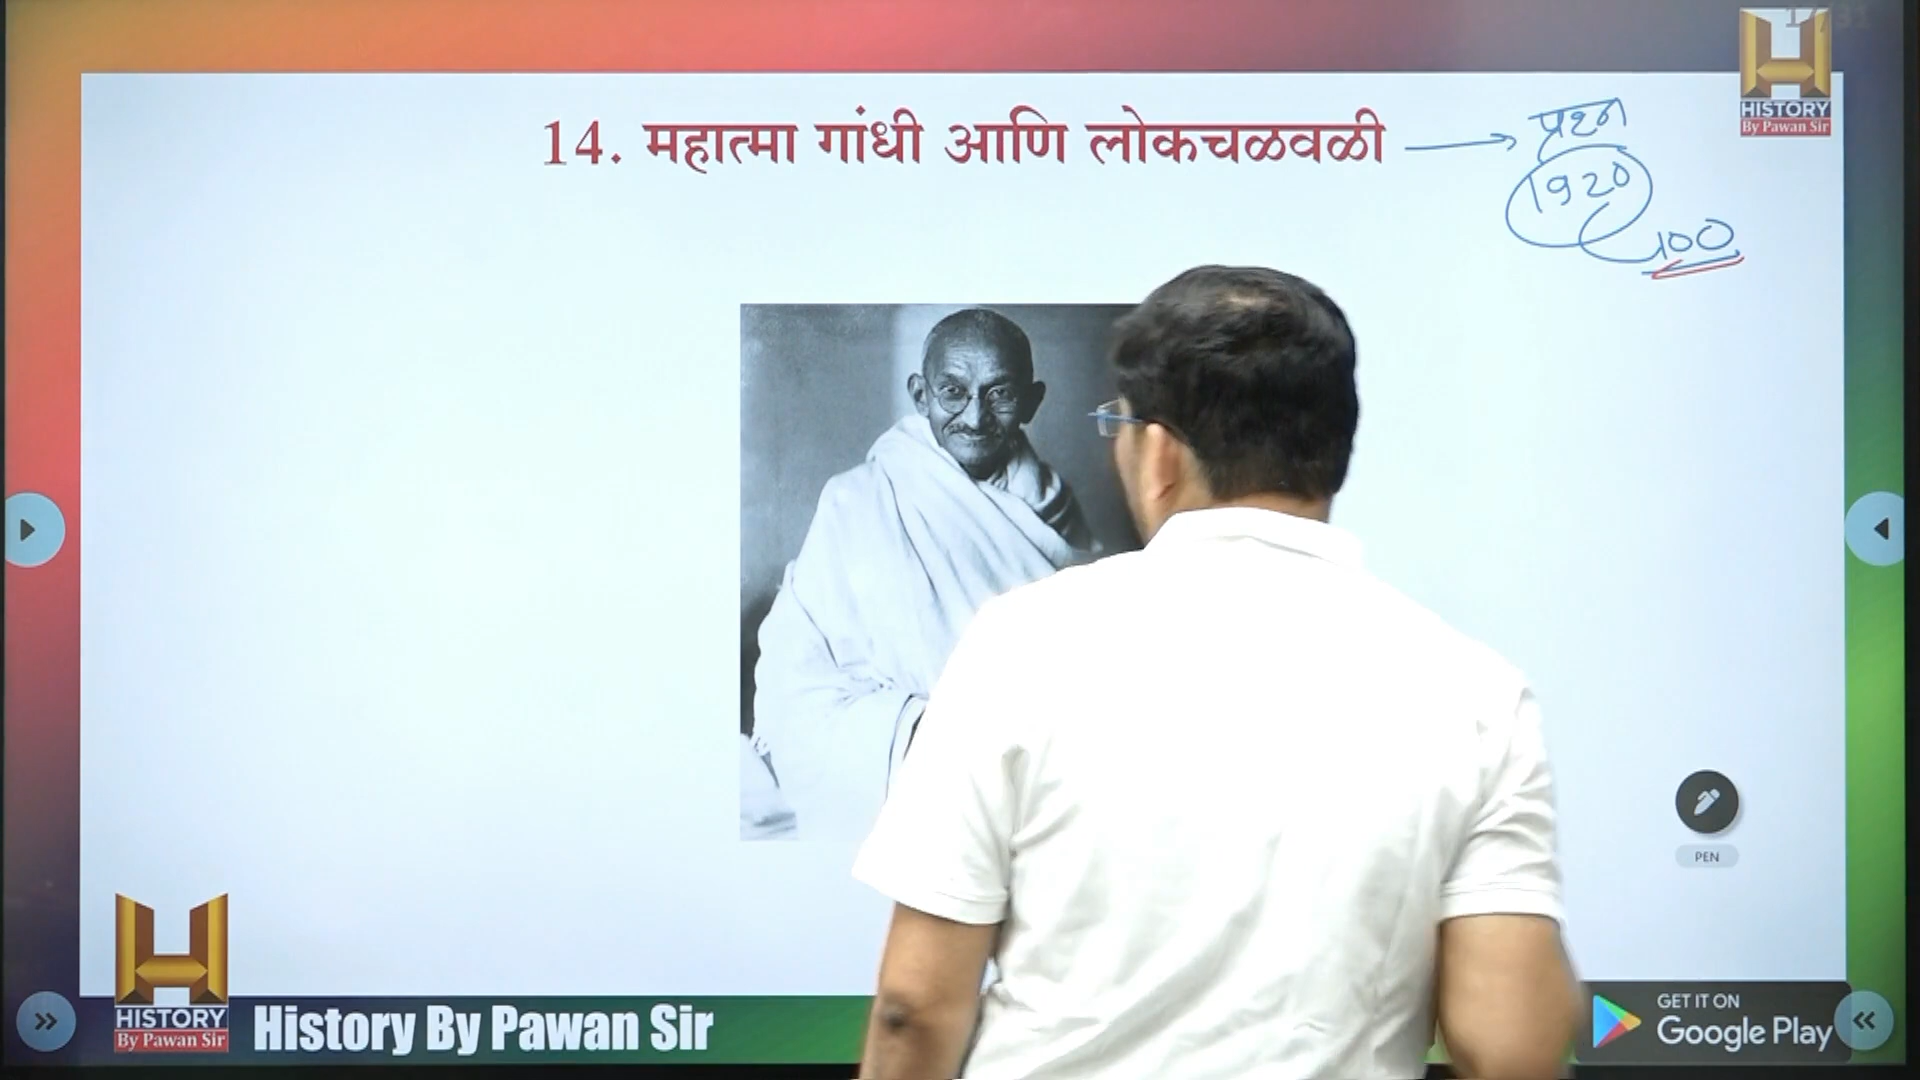 14. महात्मा गांधी आणि लोकचळवळी
प्रश्न
1920
100
HISTORY
By Pawan Sir
PEN
HISTORY
By Pawan Sir
History By Pawan Sir
GET IT ON
Google Play